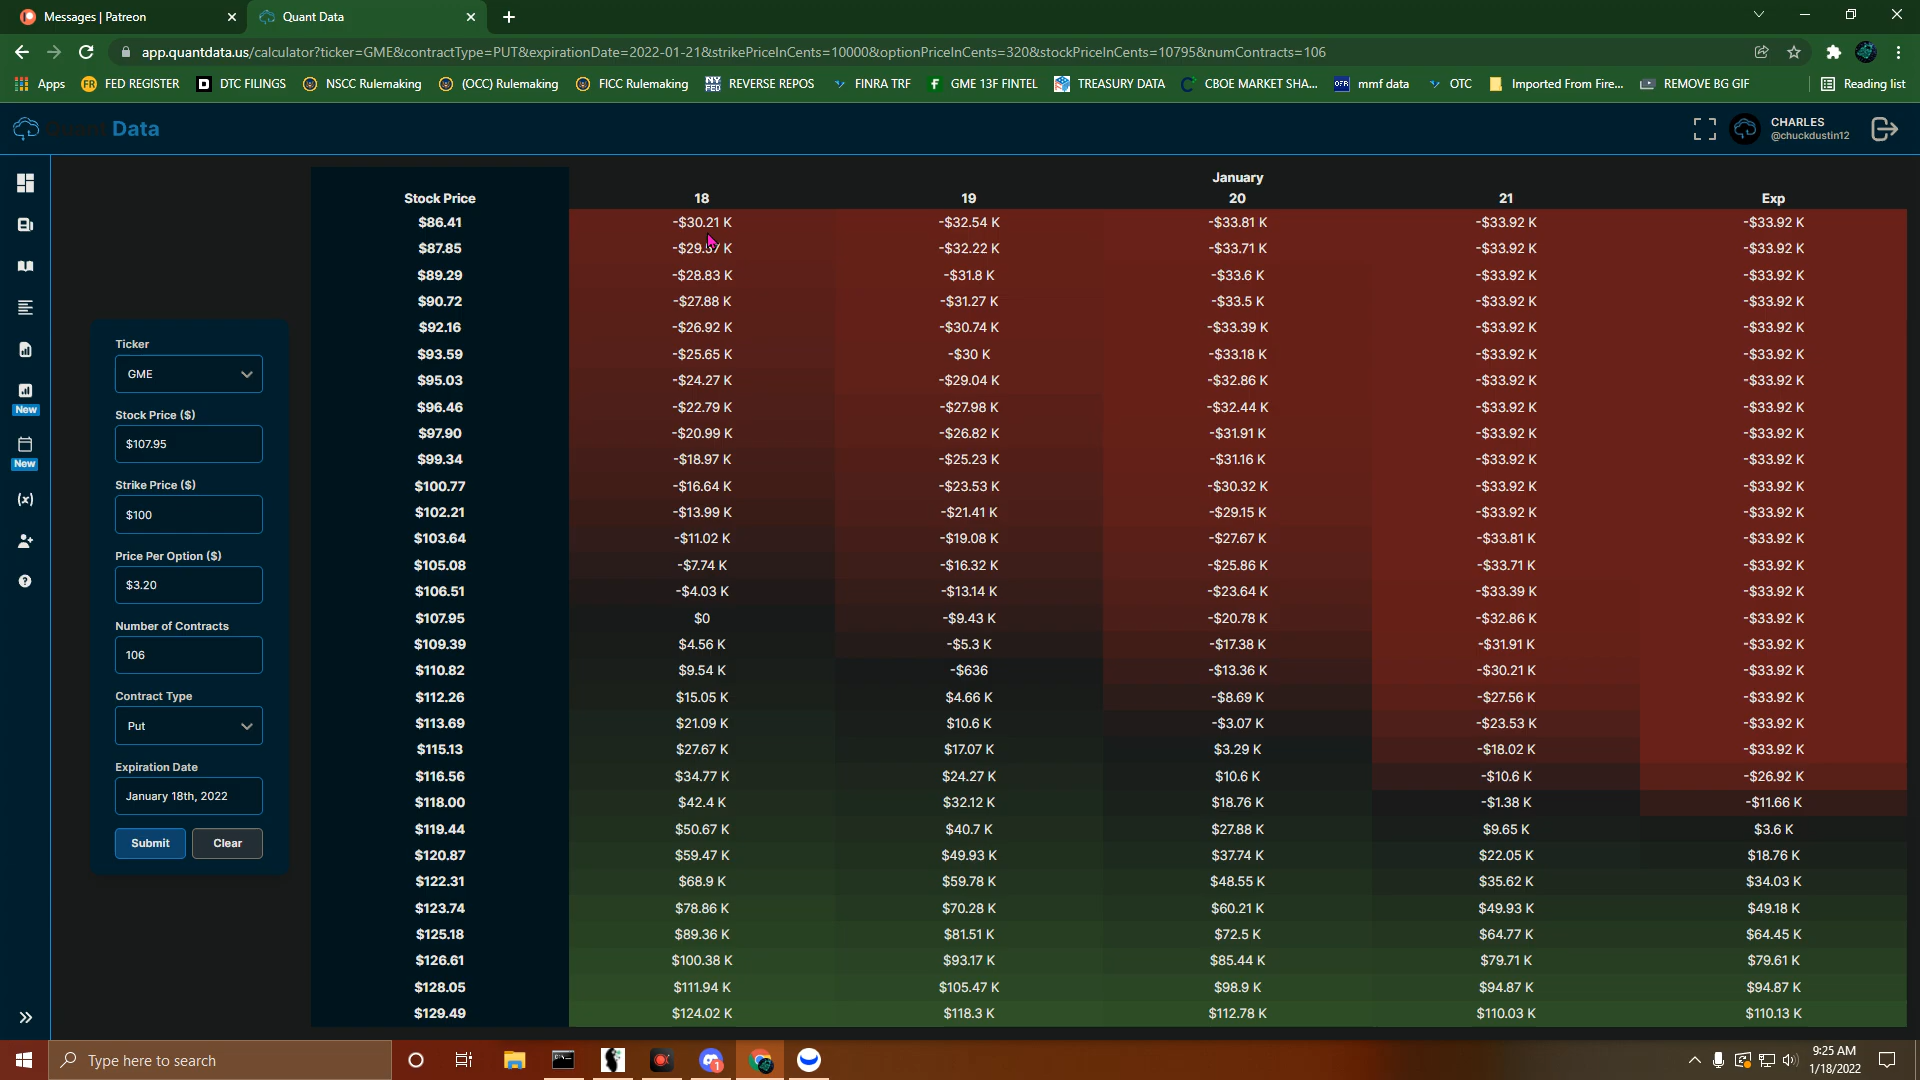 Messages | Patreon
Quant Data
app.quantdata.us/calculator?ticker=GME&contractType=PUT&expirationDate=2022-01-21&strikePriceInCents=10000&optionPriceInCents=320&stockPriceInCents=10795&numContracts=106
Apps FED REGISTER DTC FILINGS NSCC Rulemaking (OCC) Rulemaking FICC Rulemaking REVERSE REPOS FINRA TRF GME 13F FINTEL TREASURY DATA CBOE MARKET SHA... mmf data OTC Imported From Fire... REMOVE BG GIF Reading list
Quant Data
CHARLES
@chuckdustin12
New
New
Ticker
GME
Stock Price ($)
$107.95
Strike Price ($)
$100
Price Per Option ($)
$3.20
Number of Contracts
106
Contract Type
Put
Expiration Date
January 18th, 2022
Submit Clear
January
Stock Price 18 19 20 21 Exp
$86.41 -$30.21 K -$32.54 K -$33.81 K -$33.92 K -$33.92 K
$87.85 -$29.57 K -$32.22 K -$33.71 K -$33.92 K -$33.92 K
$89.29 -$28.83 K -$31.8 K -$33.6 K -$33.92 K -$33.92 K
$90.72 -$27.88 K -$31.27 K -$33.5 K -$33.92 K -$33.92 K
$92.16 -$26.92 K -$30.74 K -$33.39 K -$33.92 K -$33.92 K
$93.59 -$25.65 K -$30 K -$33.18 K -$33.92 K -$33.92 K
$95.03 -$24.27 K -$29.04 K -$32.86 K -$33.92 K -$33.92 K
$96.46 -$22.79 K -$27.98 K -$32.44 K -$33.92 K -$33.92 K
$97.90 -$20.99 K -$26.82 K -$31.91 K -$33.92 K -$33.92 K
$99.34 -$18.97 K -$25.23 K -$31.16 K -$33.92 K -$33.92 K
$100.77 -$16.64 K -$23.53 K -$30.32 K -$33.92 K -$33.92 K
$102.21 -$13.99 K -$21.41 K -$29.15 K -$33.92 K -$33.92 K
$103.64 -$11.02 K -$19.08 K -$27.67 K -$33.81 K -$33.92 K
$105.08 -$7.74 K -$16.32 K -$25.86 K -$33.71 K -$33.92 K
$106.51 -$4.03 K -$13.14 K -$23.64 K -$33.39 K -$33.92 K
$107.95 $0 -$9.43 K -$20.78 K -$32.86 K -$33.92 K
$109.39 $4.56 K -$5.3 K -$17.38 K -$31.91 K -$33.92 K
$110.82 $9.54 K -$636 -$13.36 K -$30.21 K -$33.92 K
$112.26 $15.05 K $4.66 K -$8.69 K -$27.56 K -$33.92 K
$113.69 $21.09 K $10.6 K -$3.07 K -$23.53 K -$33.92 K
$115.13 $27.67 K $17.07 K $3.29 K -$18.02 K -$33.92 K
$116.56 $34.77 K $24.27 K $10.6 K -$10.6 K -$26.92 K
$118.00 $42.4 K $32.12 K $18.76 K -$1.38 K -$11.66 K
$119.44 $50.67 K $40.7 K $27.88 K $9.65 K $3.6 K
$120.87 $59.47 K $49.93 K $37.74 K $22.05 K $18.76 K
$122.31 $68.9 K $59.78 K $48.55 K $35.62 K $34.03 K
$123.74 $78.86 K $70.28 K $60.21 K $49.93 K $49.18 K
$125.18 $89.36 K $81.51 K $72.5 K $64.77 K $64.45 K
$126.61 $100.38 K $93.17 K $85.44 K $79.71 K $79.61 K
$128.05 $111.94 K $105.47 K $98.9 K $94.87 K $94.87 K
$129.49 $124.02 K $118.3 K $112.78 K $110.03 K $110.13 K
Type here to search
9:25 AM
1/18/2022